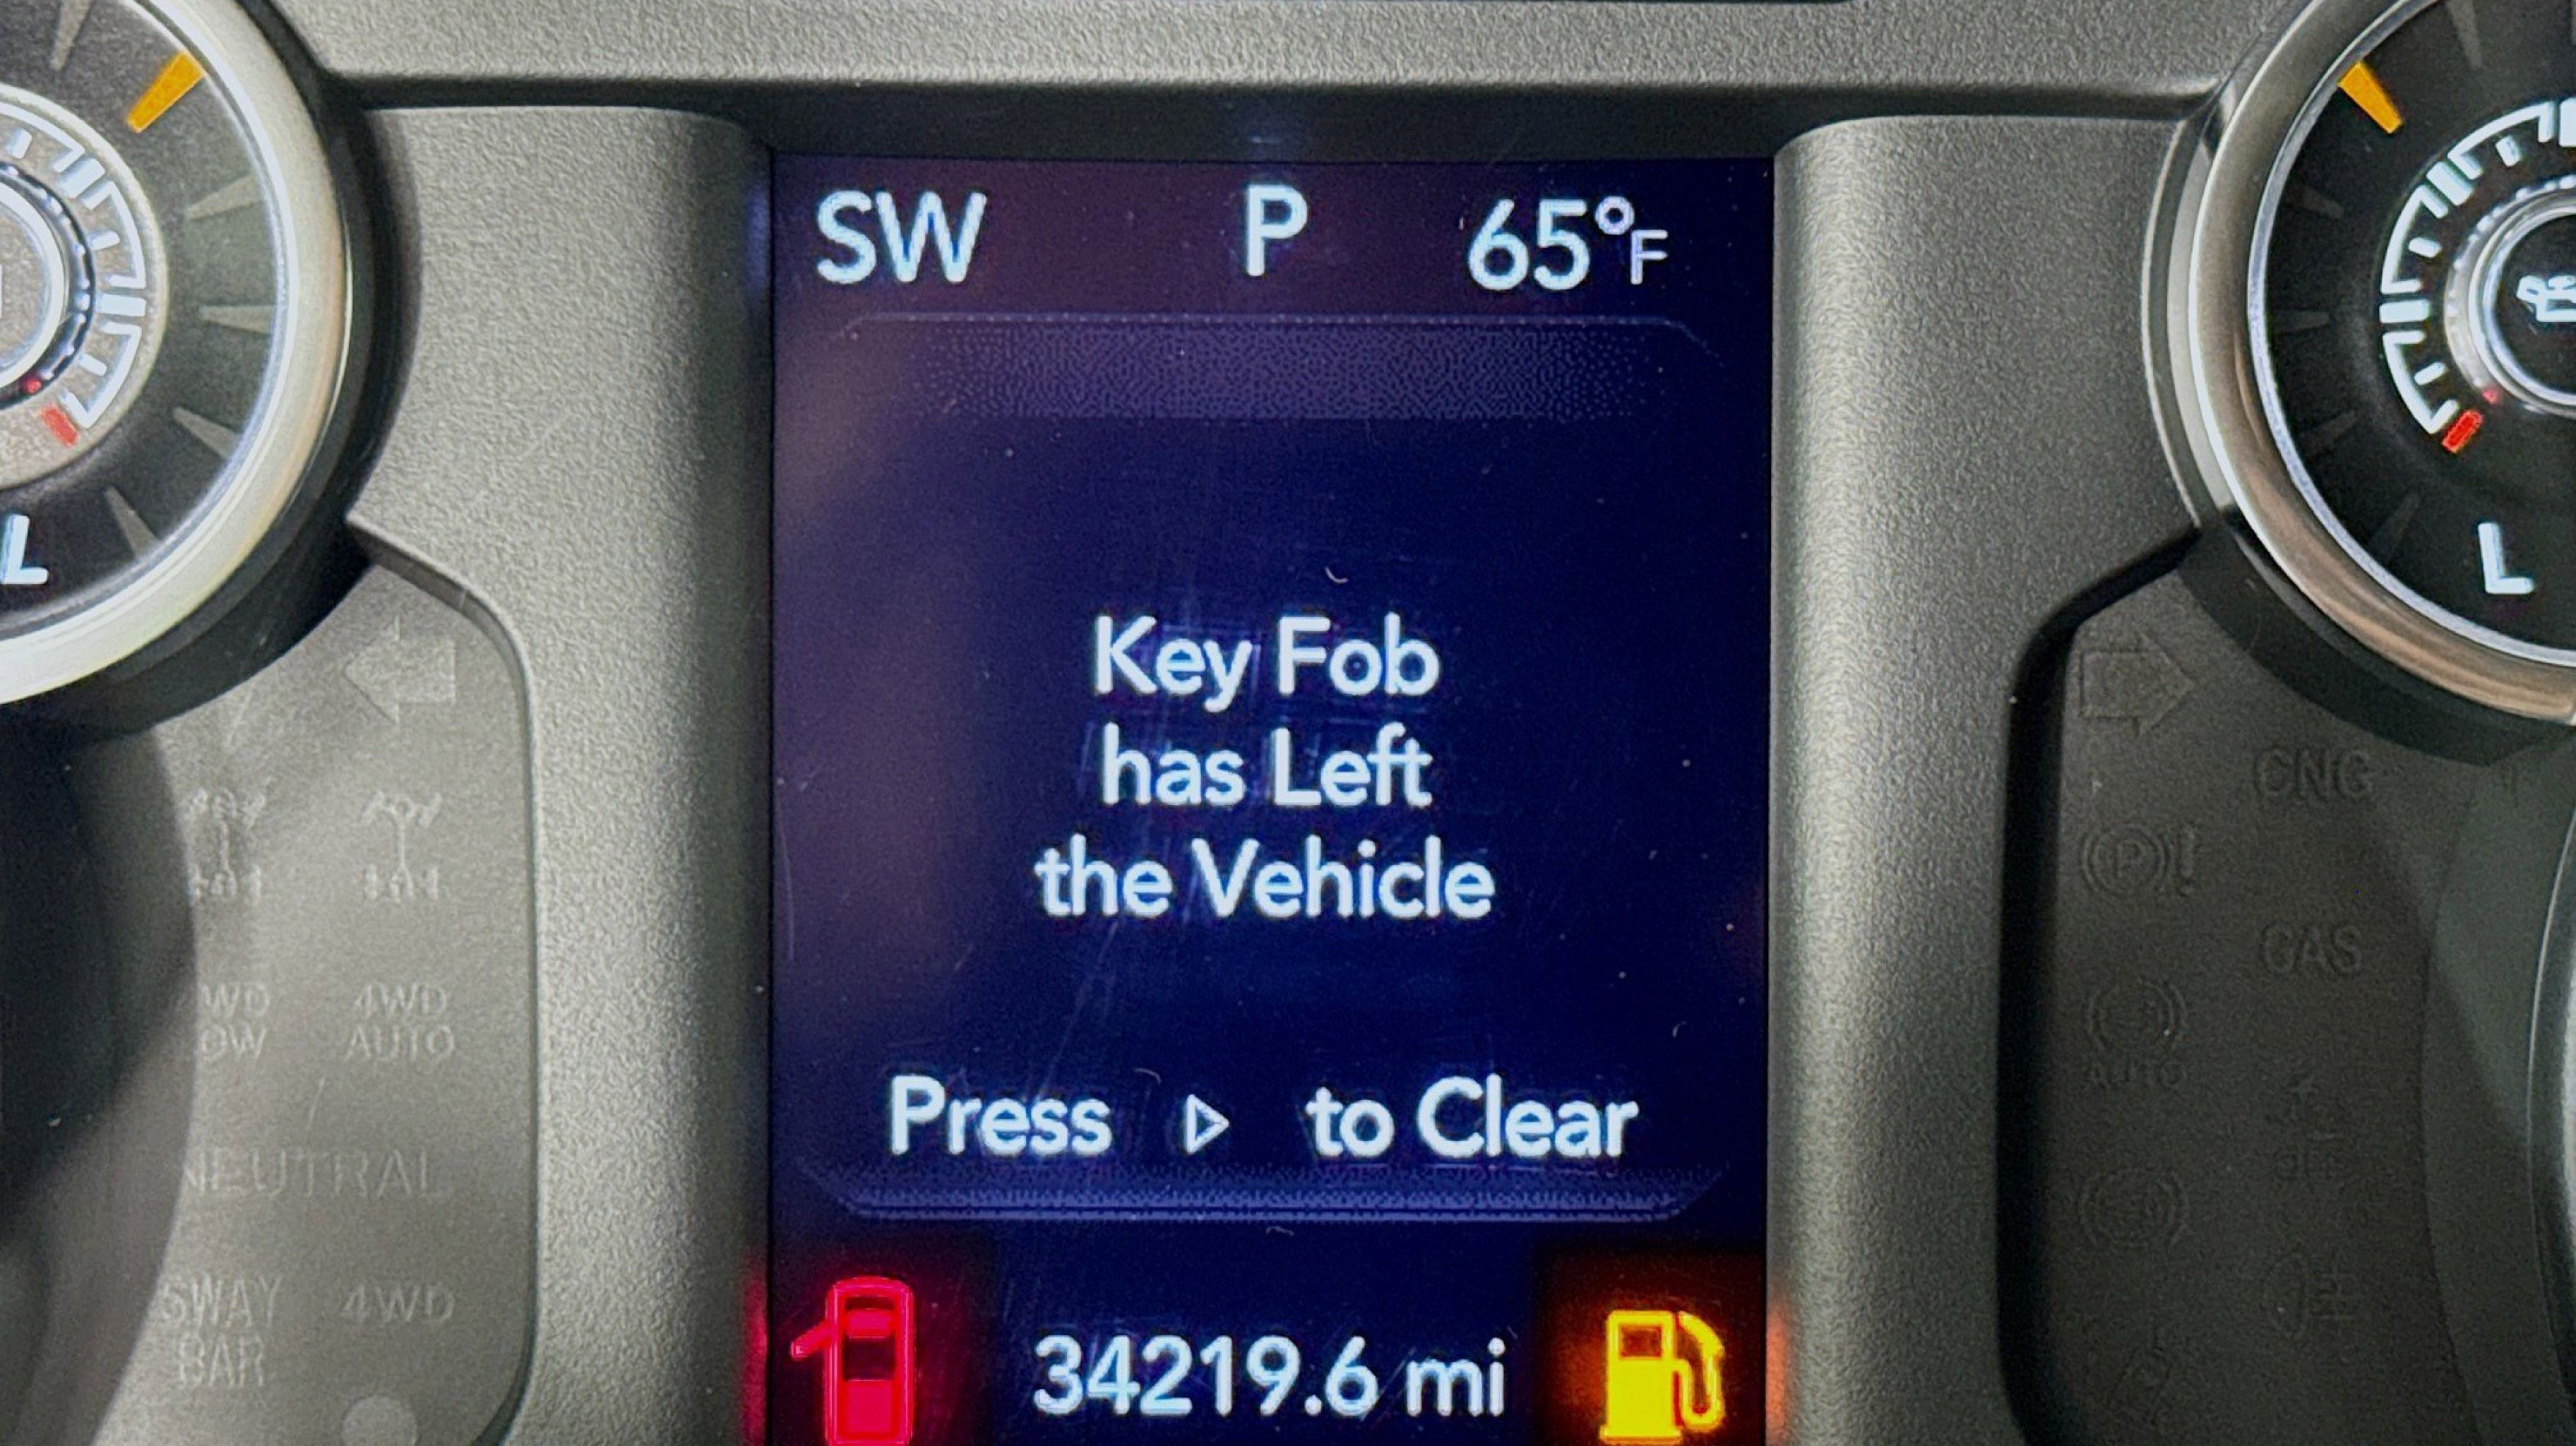 SW P 65°F
Key Fob
has Left
the Vehicle
Press ▷ to Clear
34219.6 mi
L
L
4WD
AUTO
NEUTRAL
SWAY
BAR
4WD
CNG
GAS
AUTO